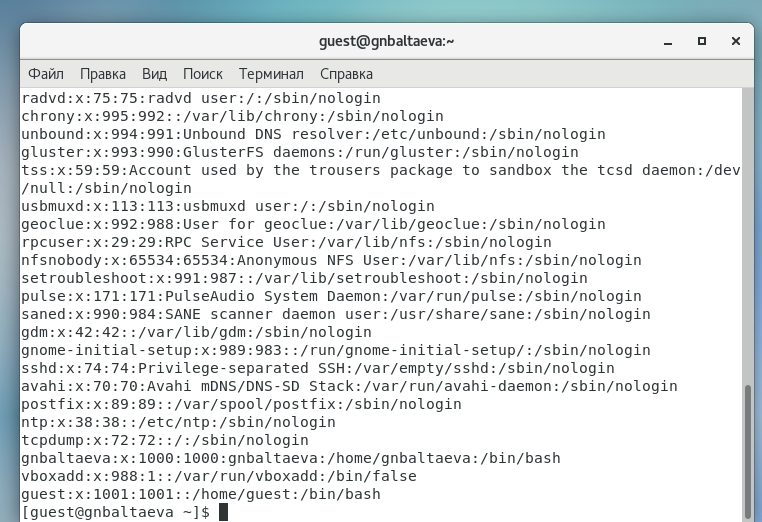 guest@gnbaltaeva:~
Файл Правка Вид Поиск Терминал Справка
radvd:x:75:75:radvd user:/:/sbin/nologin
chrony:x:995:992::/var/lib/chrony:/sbin/nologin
unbound:x:994:991:Unbound DNS resolver:/etc/unbound:/sbin/nologin
gluster:x:993:990:GlusterFS daemons:/run/gluster:/sbin/nologin
tss:x:59:59:Account used by the trousers package to sandbox the tcsd daemon:/dev
/null:/sbin/nologin
usbmuxd:x:113:113:usbmuxd user:/:/sbin/nologin
geoclue:x:992:988:User for geoclue:/var/lib/geoclue:/sbin/nologin
rpcuser:x:29:29:RPC Service User:/var/lib/nfs:/sbin/nologin
nfsnobody:x:65534:65534:Anonymous NFS User:/var/lib/nfs:/sbin/nologin
setroubleshoot:x:991:987::/var/lib/setroubleshoot:/sbin/nologin
pulse:x:171:171:PulseAudio System Daemon:/var/run/pulse:/sbin/nologin
saned:x:990:984:SANE scanner daemon user:/usr/share/sane:/sbin/nologin
gdm:x:42:42::/var/lib/gdm:/sbin/nologin
gnome-initial-setup:x:989:983::/run/gnome-initial-setup/:/sbin/nologin
sshd:x:74:74:Privilege-separated SSH:/var/empty/sshd:/sbin/nologin
avahi:x:70:70:Avahi mDNS/DNS-SD Stack:/var/run/avahi-daemon:/sbin/nologin
postfix:x:89:89::/var/spool/postfix:/sbin/nologin
ntp:x:38:38::/etc/ntp:/sbin/nologin
tcpdump:x:72:72::/:/sbin/nologin
gnbaltaeva:x:1000:1000:gnbaltaeva:/home/gnbaltaeva:/bin/bash
vboxadd:x:988:1::/var/run/vboxadd:/bin/false
guest:x:1001:1001::/home/guest:/bin/bash
[guest@gnbaltaeva ~]$